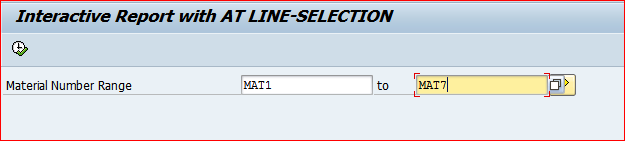 Interactive Report with AT LINE-SELECTION
Material Number Range MAT1 to MAT7